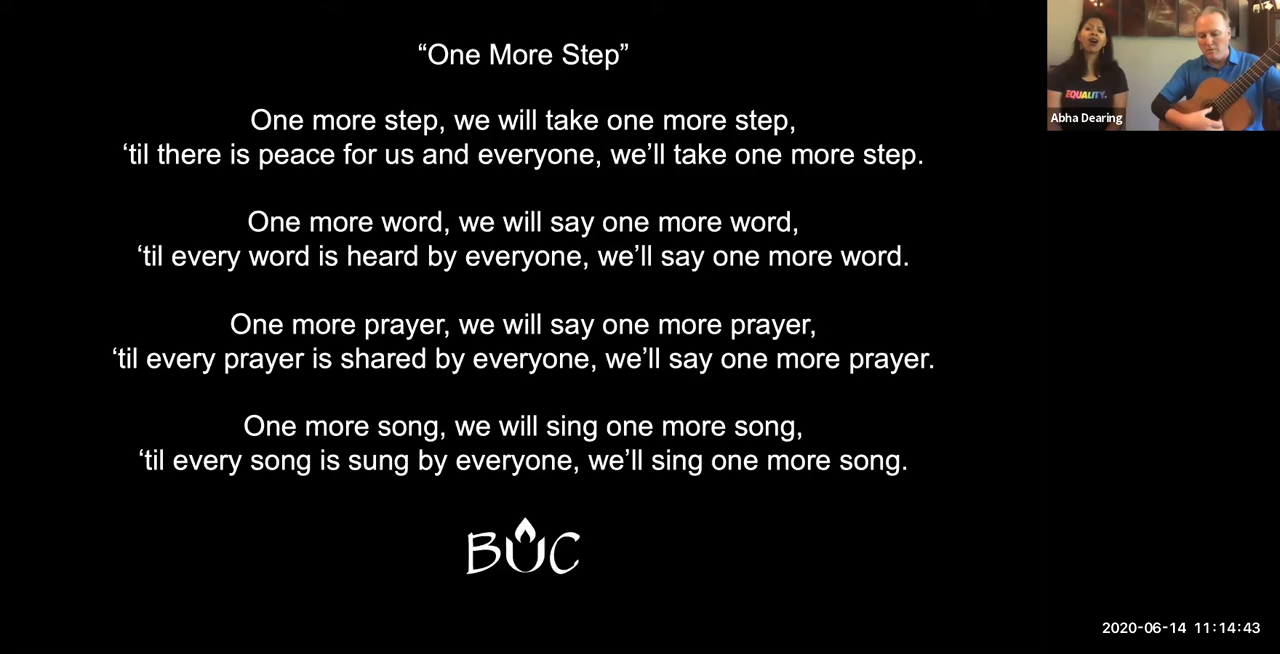 “One More Step”
One more step, we will take one more step,
‘til there is peace for us and everyone, we’ll take one more step.
One more word, we will say one more word,
‘til every word is heard by everyone, we’ll say one more word.
One more prayer, we will say one more prayer,
‘til every prayer is shared by everyone, we’ll say one more prayer.
One more song, we will sing one more song,
‘til every song is sung by everyone, we’ll sing one more song.
BUC
EQUALITY.
Abha Dearing
2020-06-14 11:14:43